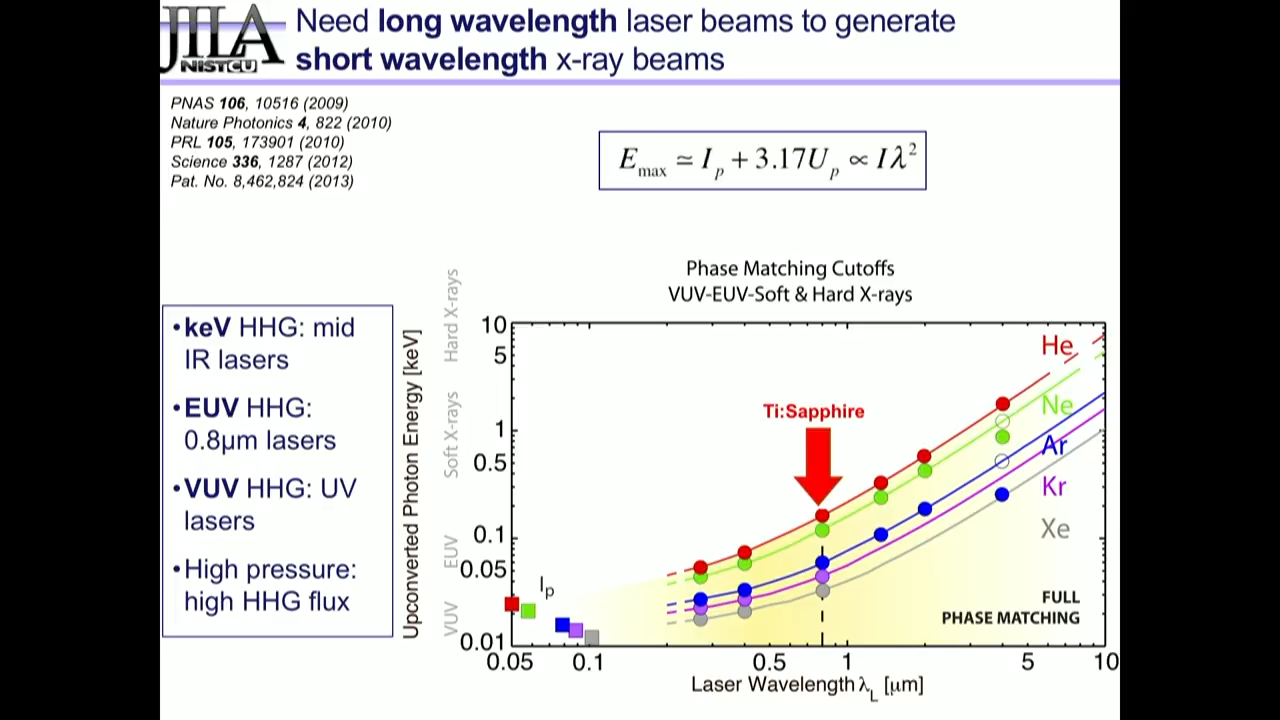 JILA
NIST CU
Need long wavelength laser beams to generate
short wavelength x-ray beams
PNAS 106, 10516 (2009)
Nature Photonics 4, 822 (2010)
PRL 105, 173901 (2010)
Science 336, 1287 (2012)
Pat. No. 8,462,824 (2013)
E_max ≃ I_p + 3.17U_p ∝ Iλ²
•keV HHG: mid
IR lasers
•EUV HHG:
0.8µm lasers
•VUV HHG: UV
lasers
•High pressure:
high HHG flux
Phase Matching Cutoffs
VUV-EUV-Soft & Hard X-rays
Upconverted Photon Energy [keV]
Hard X-rays
Soft X-rays
EUV
VUV
10
5
1
0.5
0.1
0.05
0.01
Ti:Sapphire
He
Ne
Ar
Kr
Xe
I_p
FULL
PHASE MATCHING
0.05
0.1
0.5
1
5
10
Laser Wavelength λ_L [µm]